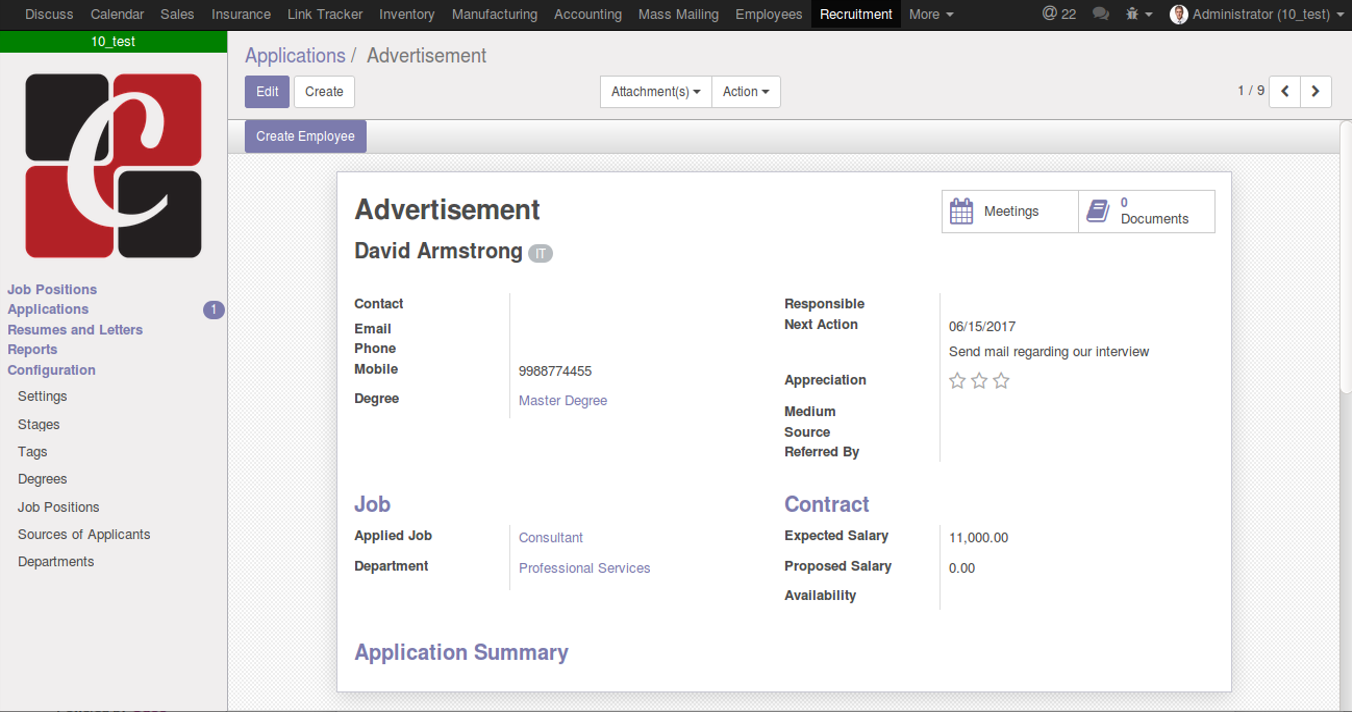 Discuss Calendar Sales Insurance Link Tracker Inventory Manufacturing Accounting Mass Mailing Employees Recruitment More @ 22 Administrator (10_test)
10_test
Applications / Advertisement
Edit Create Attachment(s) Action 1 / 9
Create Employee
C
Advertisement
Meetings
0
Documents
David Armstrong IT
Job Positions
Applications 1
Resumes and Letters
Reports
Configuration
Settings
Stages
Tags
Degrees
Job Positions
Sources of Applicants
Departments
Contact
Email
Phone
Mobile 9988774455
Degree Master Degree
Responsible
Next Action 06/15/2017
Send mail regarding our interview
Appreciation
Medium
Source
Referred By
Job
Applied Job Consultant
Department Professional Services
Contract
Expected Salary 11,000.00
Proposed Salary 0.00
Availability
Application Summary